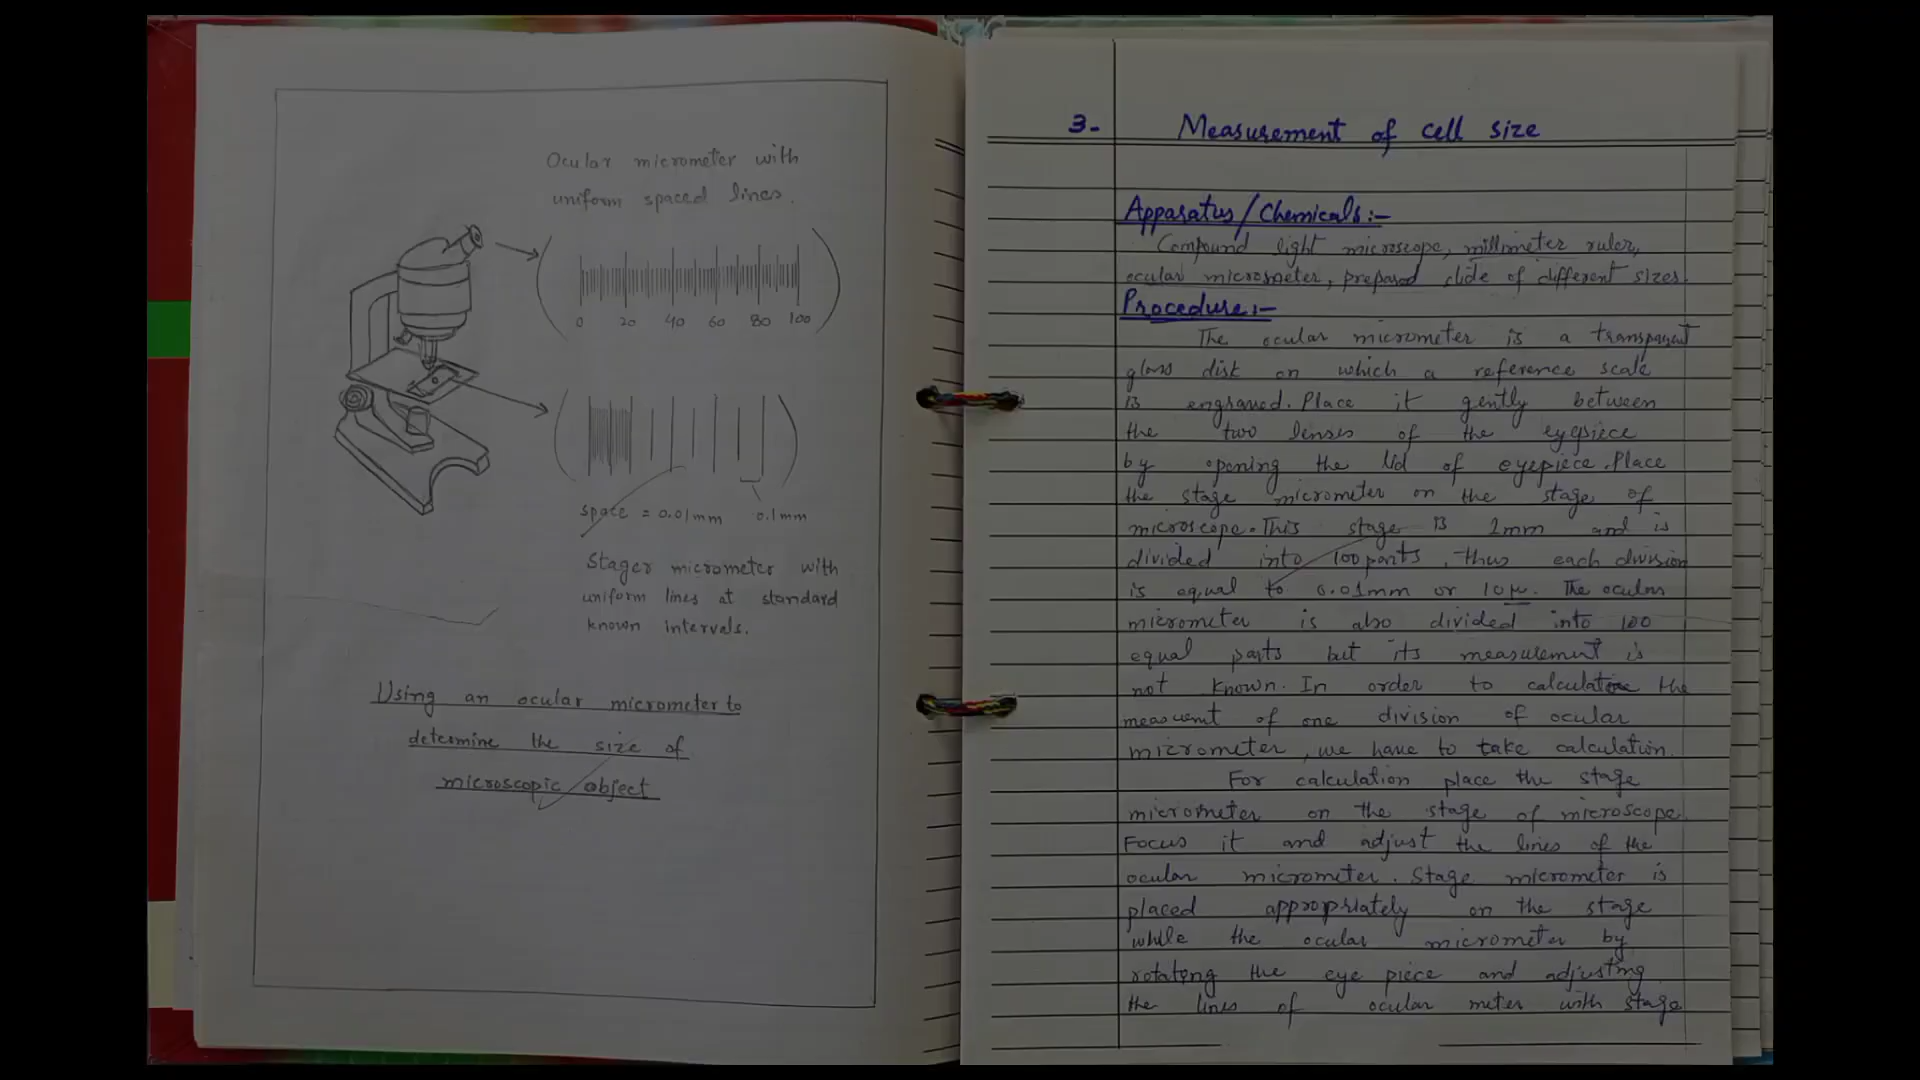 Ocular micrometer with
uniform spaced lines.
0 20 40 60 80 100
space = 0.01mm 0.1mm
Stager micrometer with
uniform lines at standard
known intervals.
Using an ocular micrometer to
determine the size of
microscopic object
3- Measurement of cell size
Apparatus/Chemicals:-
Compound light microscope, millimeter ruler,
ocular micrometer, prepared slide of different sizes.
Procedure:-
The ocular micrometer is a transparent
glass disk on which a reference scale
is engraved. Place it gently between
the two lenses of the eyepiece
by opening the lid of eyepiece. Place
the stage micrometer on the stage of
microscope. This stage is 1mm and is
divided into 100 parts, thus each division
is equal to 0.01mm or 10µ. The ocular
micrometer is also divided into 100
equal parts but its measurement is
not known. In order to calculate the
measuemt of one division of ocular
micrometer, we have to take calculation.
For calculation place the stage
micrometer on the stage of microscope.
Focus it and adjust the lines of the
ocular micrometer. Stage micrometer is
placed appropriately on the stage
while the ocular micrometer by
rotating the eye piece and adjusting
the lines of ocular meter with stage